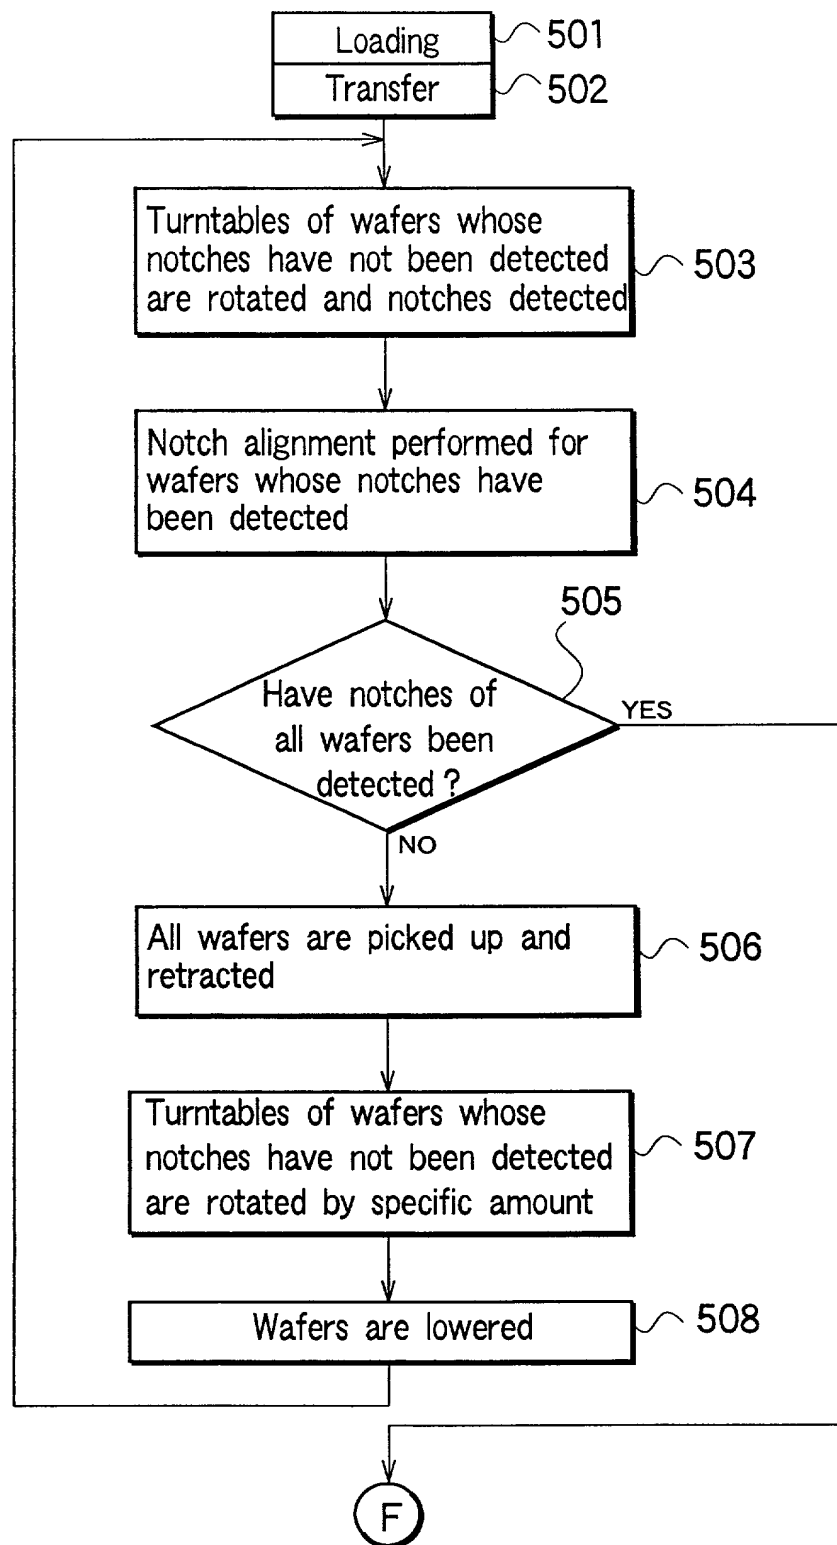 Loading
501
Transfer
502
Turntables of wafers whose
notches have not been detected
are rotated and notches detected
503
Notch alignment performed for
wafers whose notches have
been detected
504
505
Have notches of
all wafers been
detected ?
YES
NO
All wafers are picked up and
retracted
506
Turntables of wafers whose
notches have not been detected
are rotated by specific amount
507
Wafers are lowered
508
F